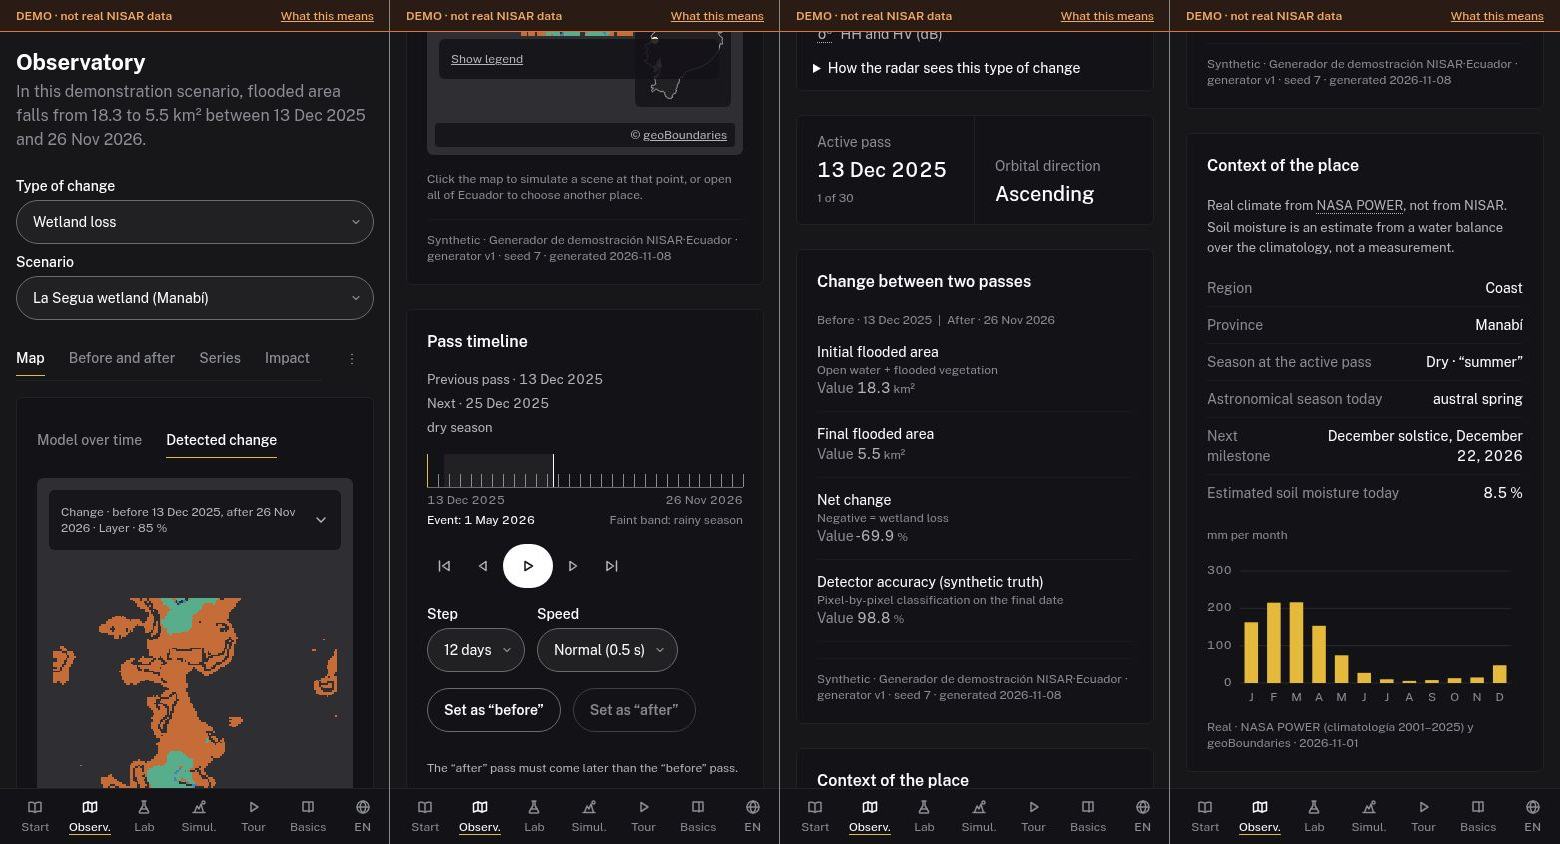 DEMO · not real NISAR data
What this means
Observatory
In this demonstration scenario, flooded area
falls from 18.3 to 5.5 km² between 13 Dec 2025
and 26 Nov 2026.
Type of change
Wetland loss
Scenario
La Segua wetland (Manabí)
Map
Before and after
Series
Impact
Model over time
Detected change
Change · before 13 Dec 2025, after 26 Nov
2026 · Layer · 85 %
Start
Observ.
Lab
Simul.
Tour
Basics
EN
DEMO · not real NISAR data
What this means
Show legend
© geoBoundaries
Click the map to simulate a scene at that point, or open
all of Ecuador to choose another place.
Synthetic · Generador de demostración NISAR·Ecuador ·
generator v1 · seed 7 · generated 2026-11-08
Pass timeline
Previous pass · 13 Dec 2025
Next · 25 Dec 2025
dry season
13 Dec 2025
26 Nov 2026
Event: 1 May 2026
Faint band: rainy season
Step
Speed
12 days
Normal (0.5 s)
Set as “before”
Set as “after”
The “after” pass must come later than the “before” pass.
Start
Observ.
Lab
Simul.
Tour
Basics
EN
DEMO · not real NISAR data
What this means
σ⁰ HH and HV (dB)
How the radar sees this type of change
Active pass
13 Dec 2025
1 of 30
Orbital direction
Ascending
Change between two passes
Before · 13 Dec 2025 | After · 26 Nov 2026
Initial flooded area
Open water + flooded vegetation
Value 18.3 km²
Final flooded area
Value 5.5 km²
Net change
Negative = wetland loss
Value -69.9 %
Detector accuracy (synthetic truth)
Pixel-by-pixel classification on the final date
Value 98.8 %
Synthetic · Generador de demostración NISAR·Ecuador ·
generator v1 · seed 7 · generated 2026-11-08
Context of the place
Start
Observ.
Lab
Simul.
Tour
Basics
EN
DEMO · not real NISAR data
What this means
Synthetic · Generador de demostración NISAR·Ecuador ·
generator v1 · seed 7 · generated 2026-11-08
Context of the place
Real climate from NASA POWER, not from NISAR.
Soil moisture is an estimate from a water balance
over the climatology, not a measurement.
Region
Coast
Province
Manabí
Season at the active pass
Dry · “summer”
Astronomical season today
austral spring
Next milestone
December solstice, December 22, 2026
Estimated soil moisture today
8.5 %
mm per month
300
200
100
0
J F M A M J J A S O N D
Real · NASA POWER (climatología 2001–2025) y
geoBoundaries · 2026-11-01
Start
Observ.
Lab
Simul.
Tour
Basics
EN